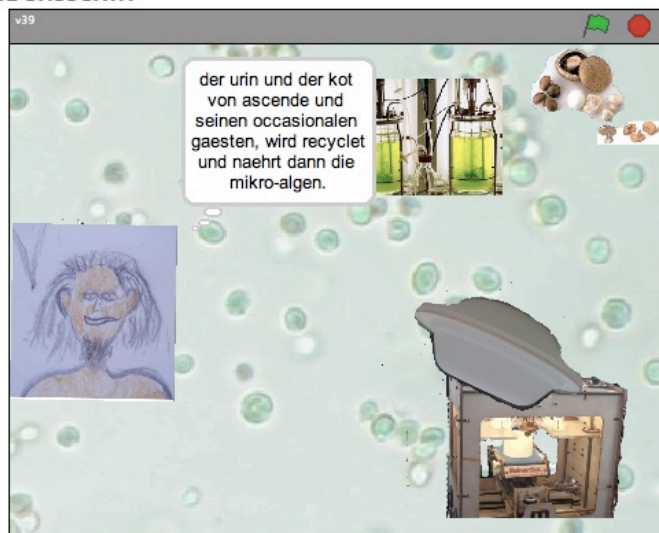 v39
der urin und der kot
von ascende und
seinen occasionalen
gaesten, wird recyclet
und naehrt dann die
mikro-algen.